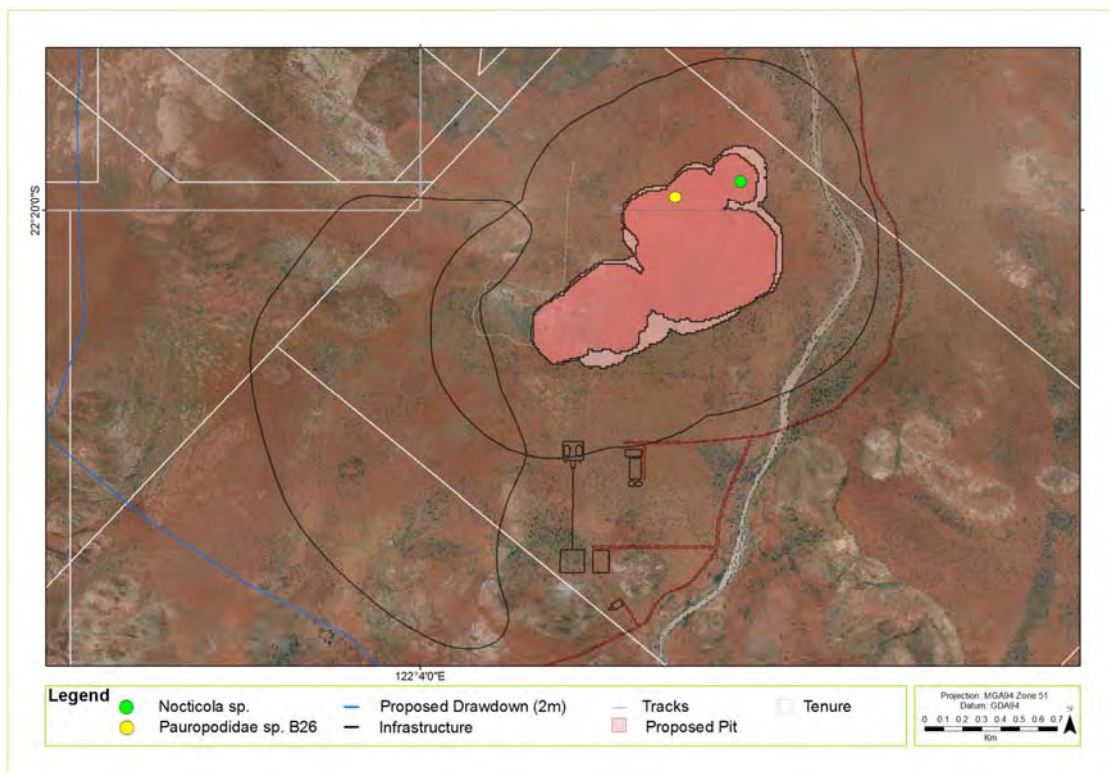 22°20'0"S
122°4'0"E
Legend
Nocticola sp.
Pauropodidae sp. B26
Proposed Drawdown (2m)
Infrastructure
Tracks
Proposed Pit
Tenure
Projection: MGA94 Zone 51
Datum: GDA94
0 0.1 0.2 0.3 0.4 0.5 0.6 0.7
Km
N